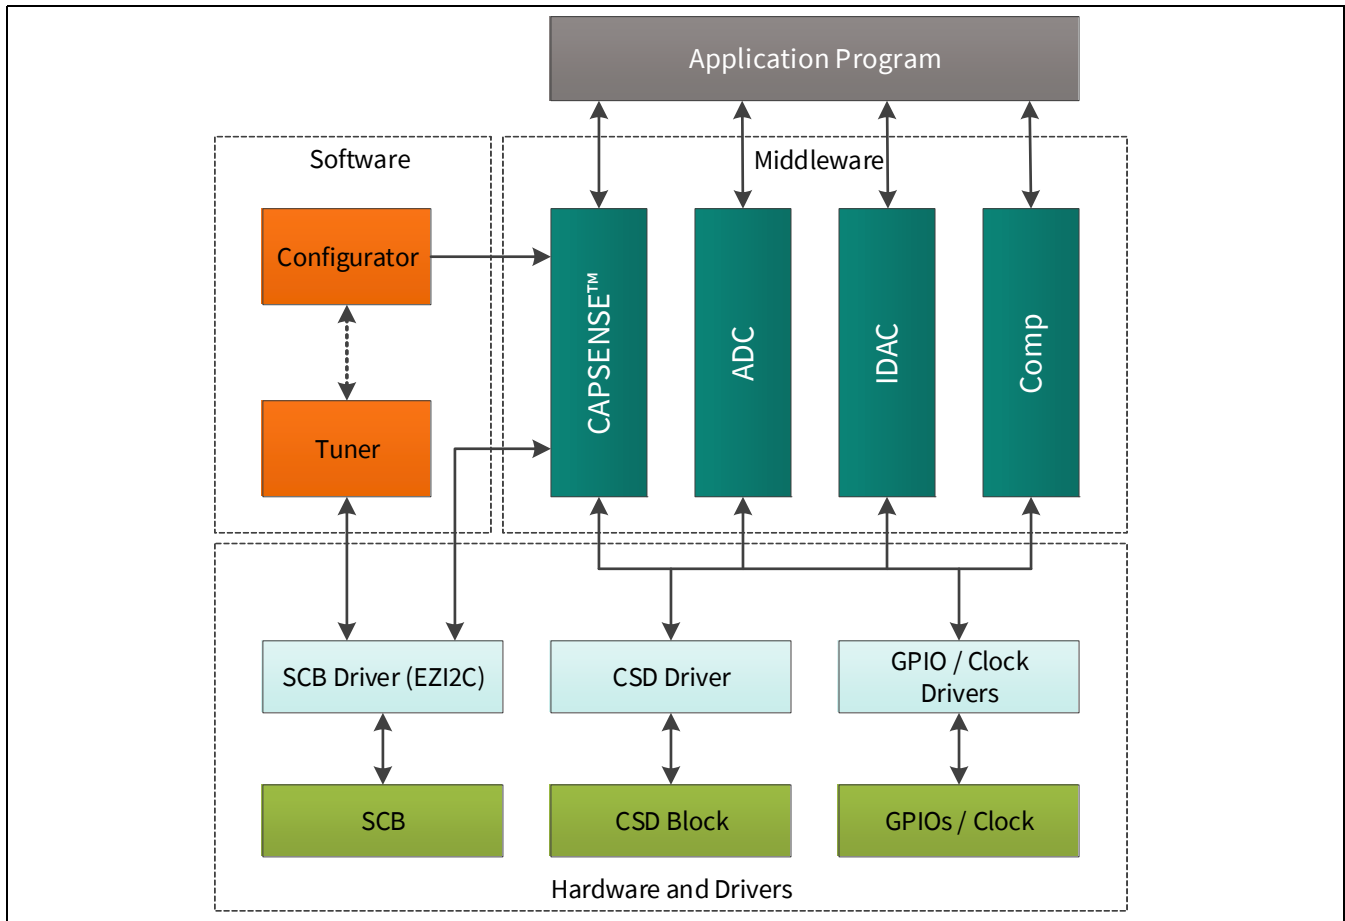 Application Program
Software
Middleware
Configurator
Tuner
CAPSENSE™
ADC
IDAC
Comp
SCB Driver (EZI2C)
CSD Driver
GPIO / Clock
Drivers
SCB
CSD Block
GPIOs / Clock
Hardware and Drivers